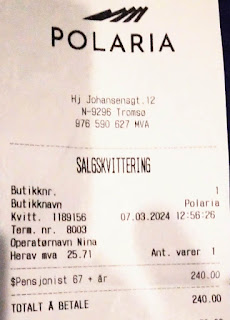 POLARIA
Hj Johansensgt.12
N-9296 Tromsø
976 590 627 MVA
SALGSKVITTERING
Butikknr. 1
Butikknavn Polaria
Kvitt. 1189156 07.03.2024 12:56:26
Term. nr. 8003
Operatørnavn Nina
Herav mva 25.71 Ant. varer 1
$Pensjonist 67 + år 240.00
TOTALT Å BETALE 240.00